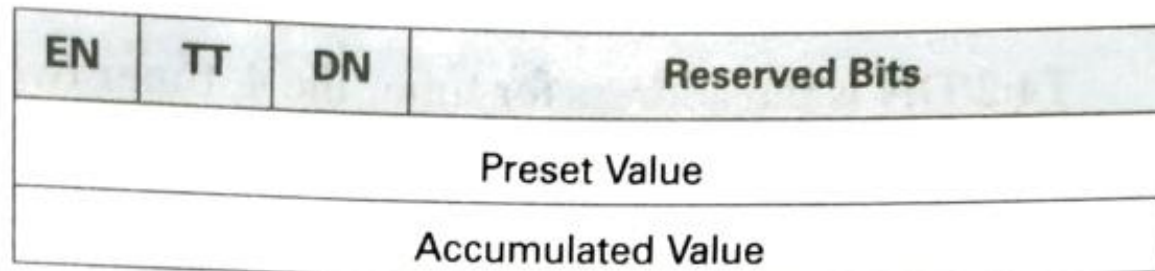 EN TT DN Reserved Bits
Preset Value
Accumulated Value